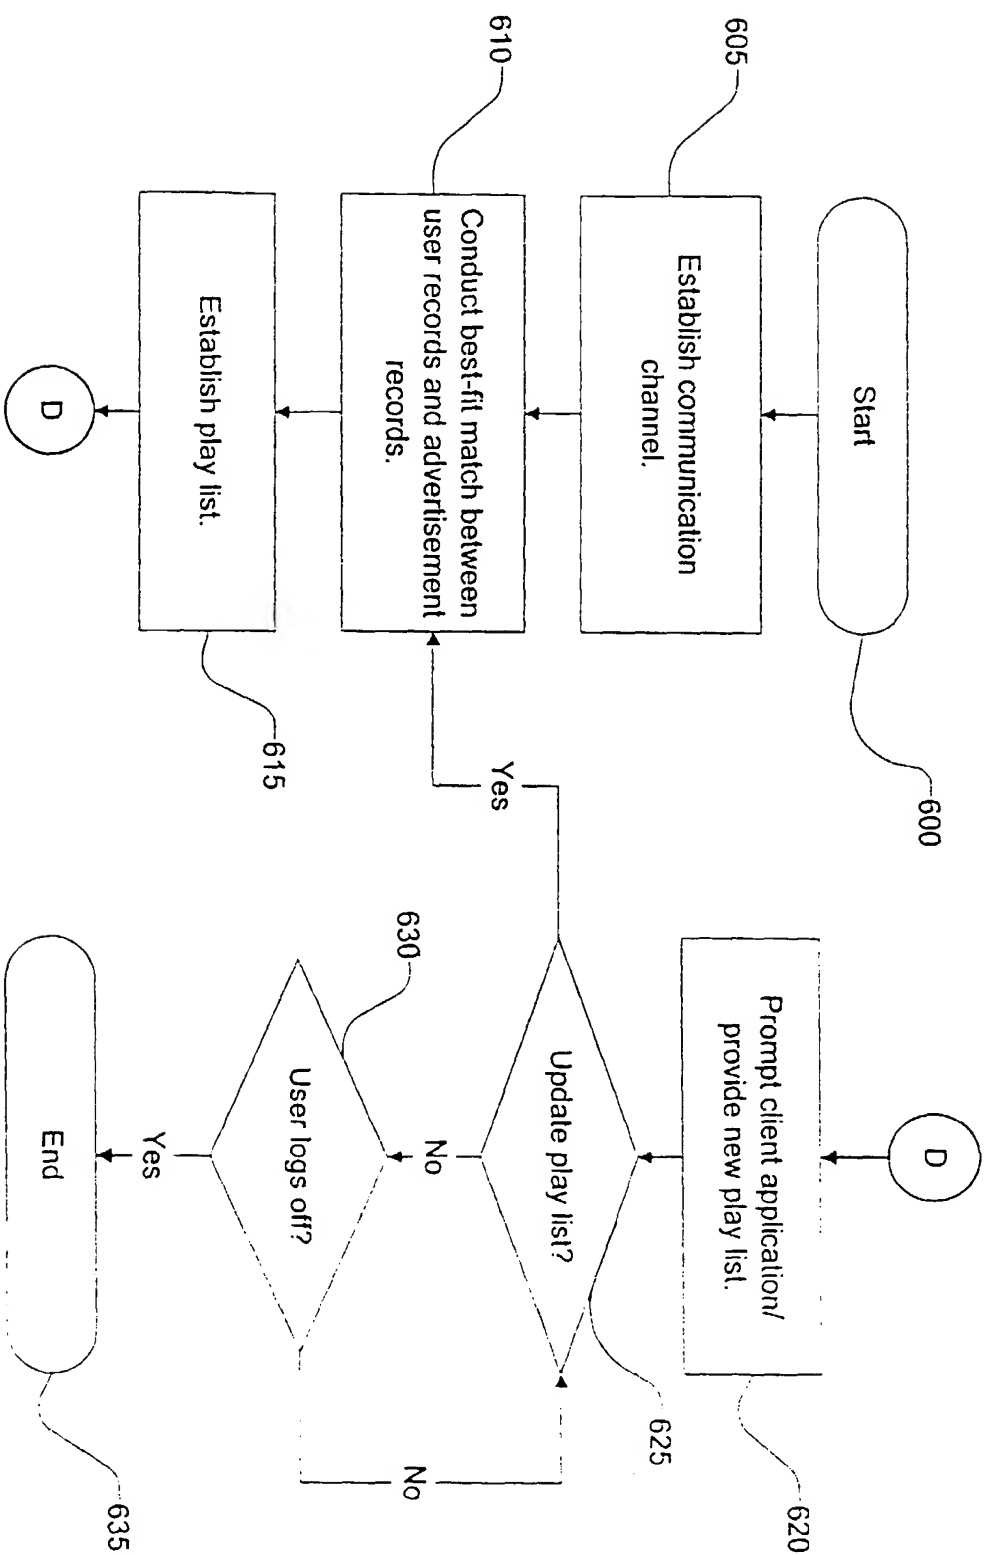 Start
600
605
Establish communication
channel.
610
Conduct best-fit match between
user records and advertisement
records.
Establish play list.
615
D
D
Prompt client application/
provide new play list.
620
Update play list?
625
Yes
No
630
User logs off?
No
Yes
End
635